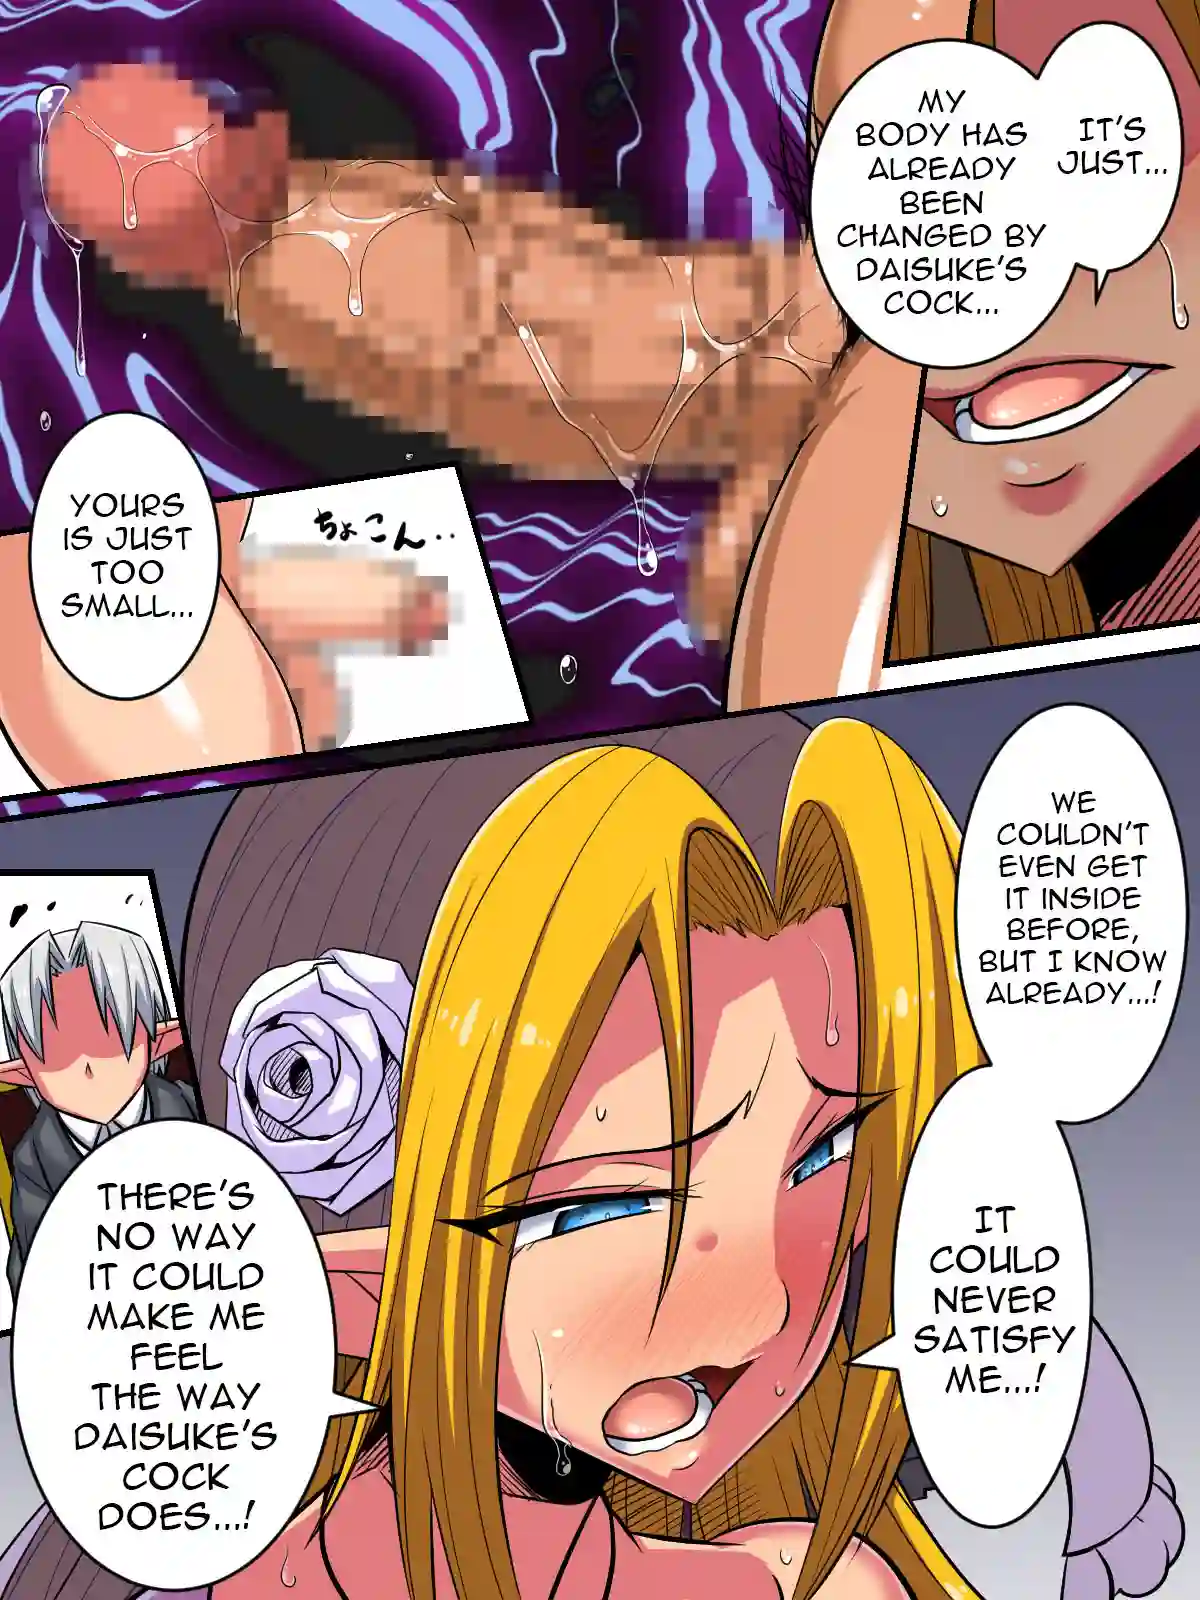 IT'S
JUST...
MY
BODY HAS
ALREADY
BEEN
CHANGED BY
DAISUKE'S
COCK...
YOURS
IS JUST
TOO
SMALL...
ちょこん..
WE
COULDN'T
EVEN GET
IT INSIDE
BEFORE,
BUT I KNOW
ALREADY...!
IT
COULD
NEVER
SATISFY
ME...!
THERE'S
NO WAY
IT COULD
MAKE ME
FEEL
THE WAY
DAISUKE'S
COCK
DOES...!